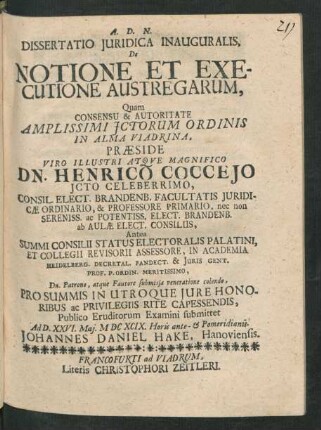 A. D. N.
DISSERTATIO JURIDICA INAUGURALIS,
De
NOTIONE ET EXE-
CUTIONE AUSTREGARUM,
Quam
CONSENSU & AUTORITATE
AMPLISSIMI JCTORUM ORDINIS
IN ALMA VIADRINA,
PRÆSIDE
VIRO ILLUSTRI ATQVE MAGNIFICO
DN. HENRICO COCCEJO
JCTO CELEBERRIMO,
CONSIL. ELECT. BRANDENB. FACULTATIS JURIDI-
CÆ ORDINARIO, & PROFESSORE PRIMARIO, nec non
SERENISS. ac POTENTISS. ELECT. BRANDENB.
ab AULÆ ELECT. CONSILIIS,
Antea
SUMMI CONSILII STATUS ELECTORALIS PALATINI,
ET COLLEGII REVISORII ASSESSORE, IN ACADEMIA
HEIDELBERG. DECRETAL. PANDECT. & JURIS GENT.
PROF. P. ORDIN. MERITISSIMO,
Dn. Patrono, atque Fautore submissa veneratione colendo,
PRO SUMMIS IN UTROQUE JURE HONO-
RIBUS ac PRIVILEGIIS RITE CAPESSENDIS,
Publico Eruditorum Examini submittet
Ad D. XXVI. Maj. M DC XCIX. Horis ante- & Pomeridianis
JOHANNES DANIEL HAKE, Hanoviensis.
FRANCOFURTI ad VIADRUM,
Literis CHRISTOPHORI ZEITLERI.